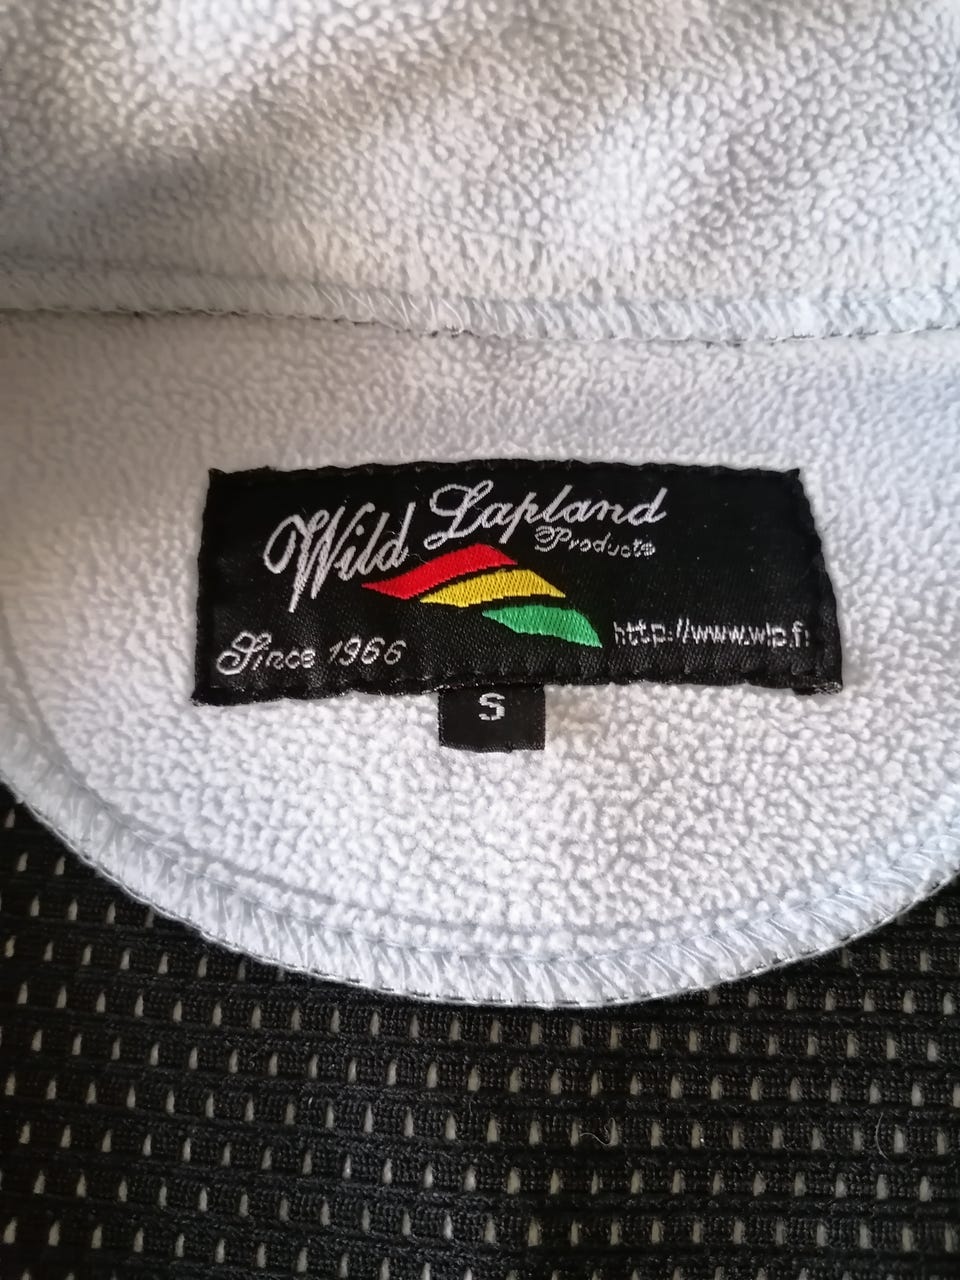 Wild Lapland
Products
Since 1966
http://www.wlp.fi
S